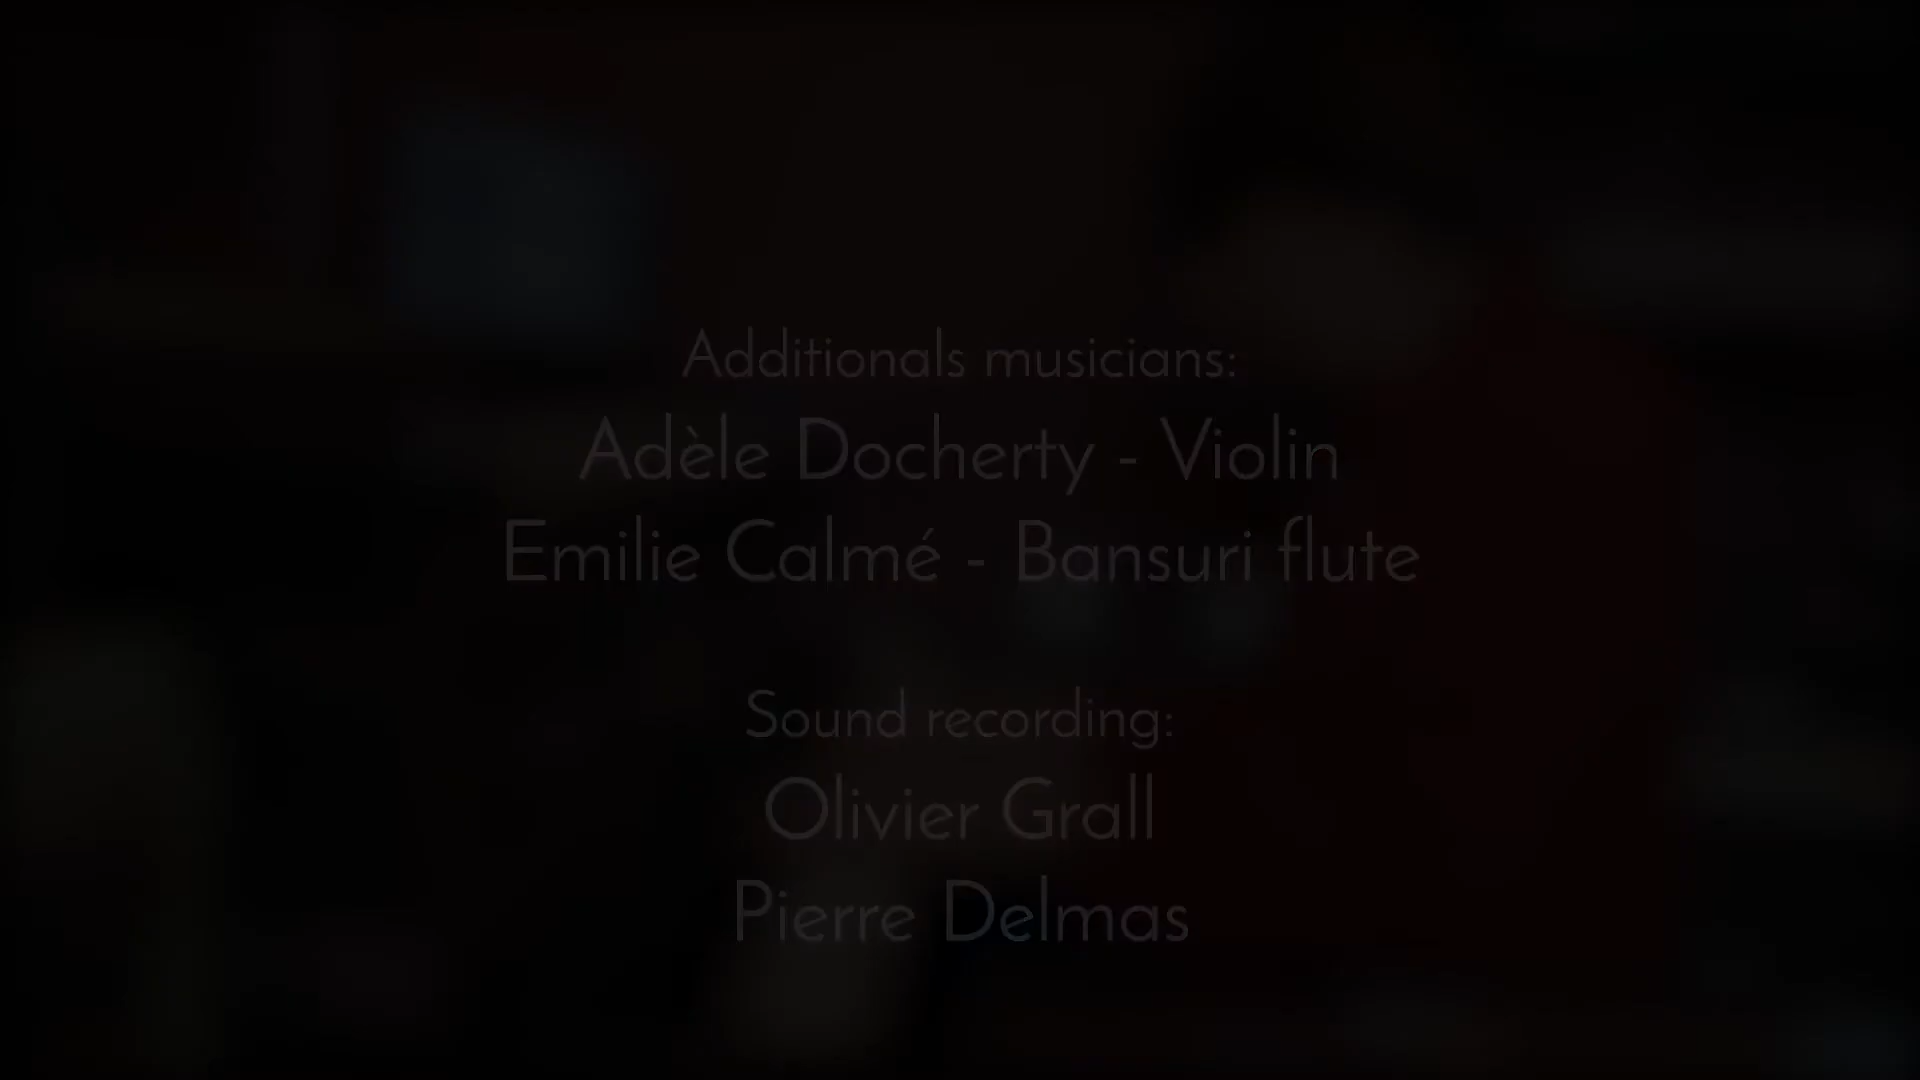 Additionals musicians:
Adèle Docherty - Violin
Emilie Calmé - Bansuri flute
Sound recording:
Olivier Grall
Pierre Delmas